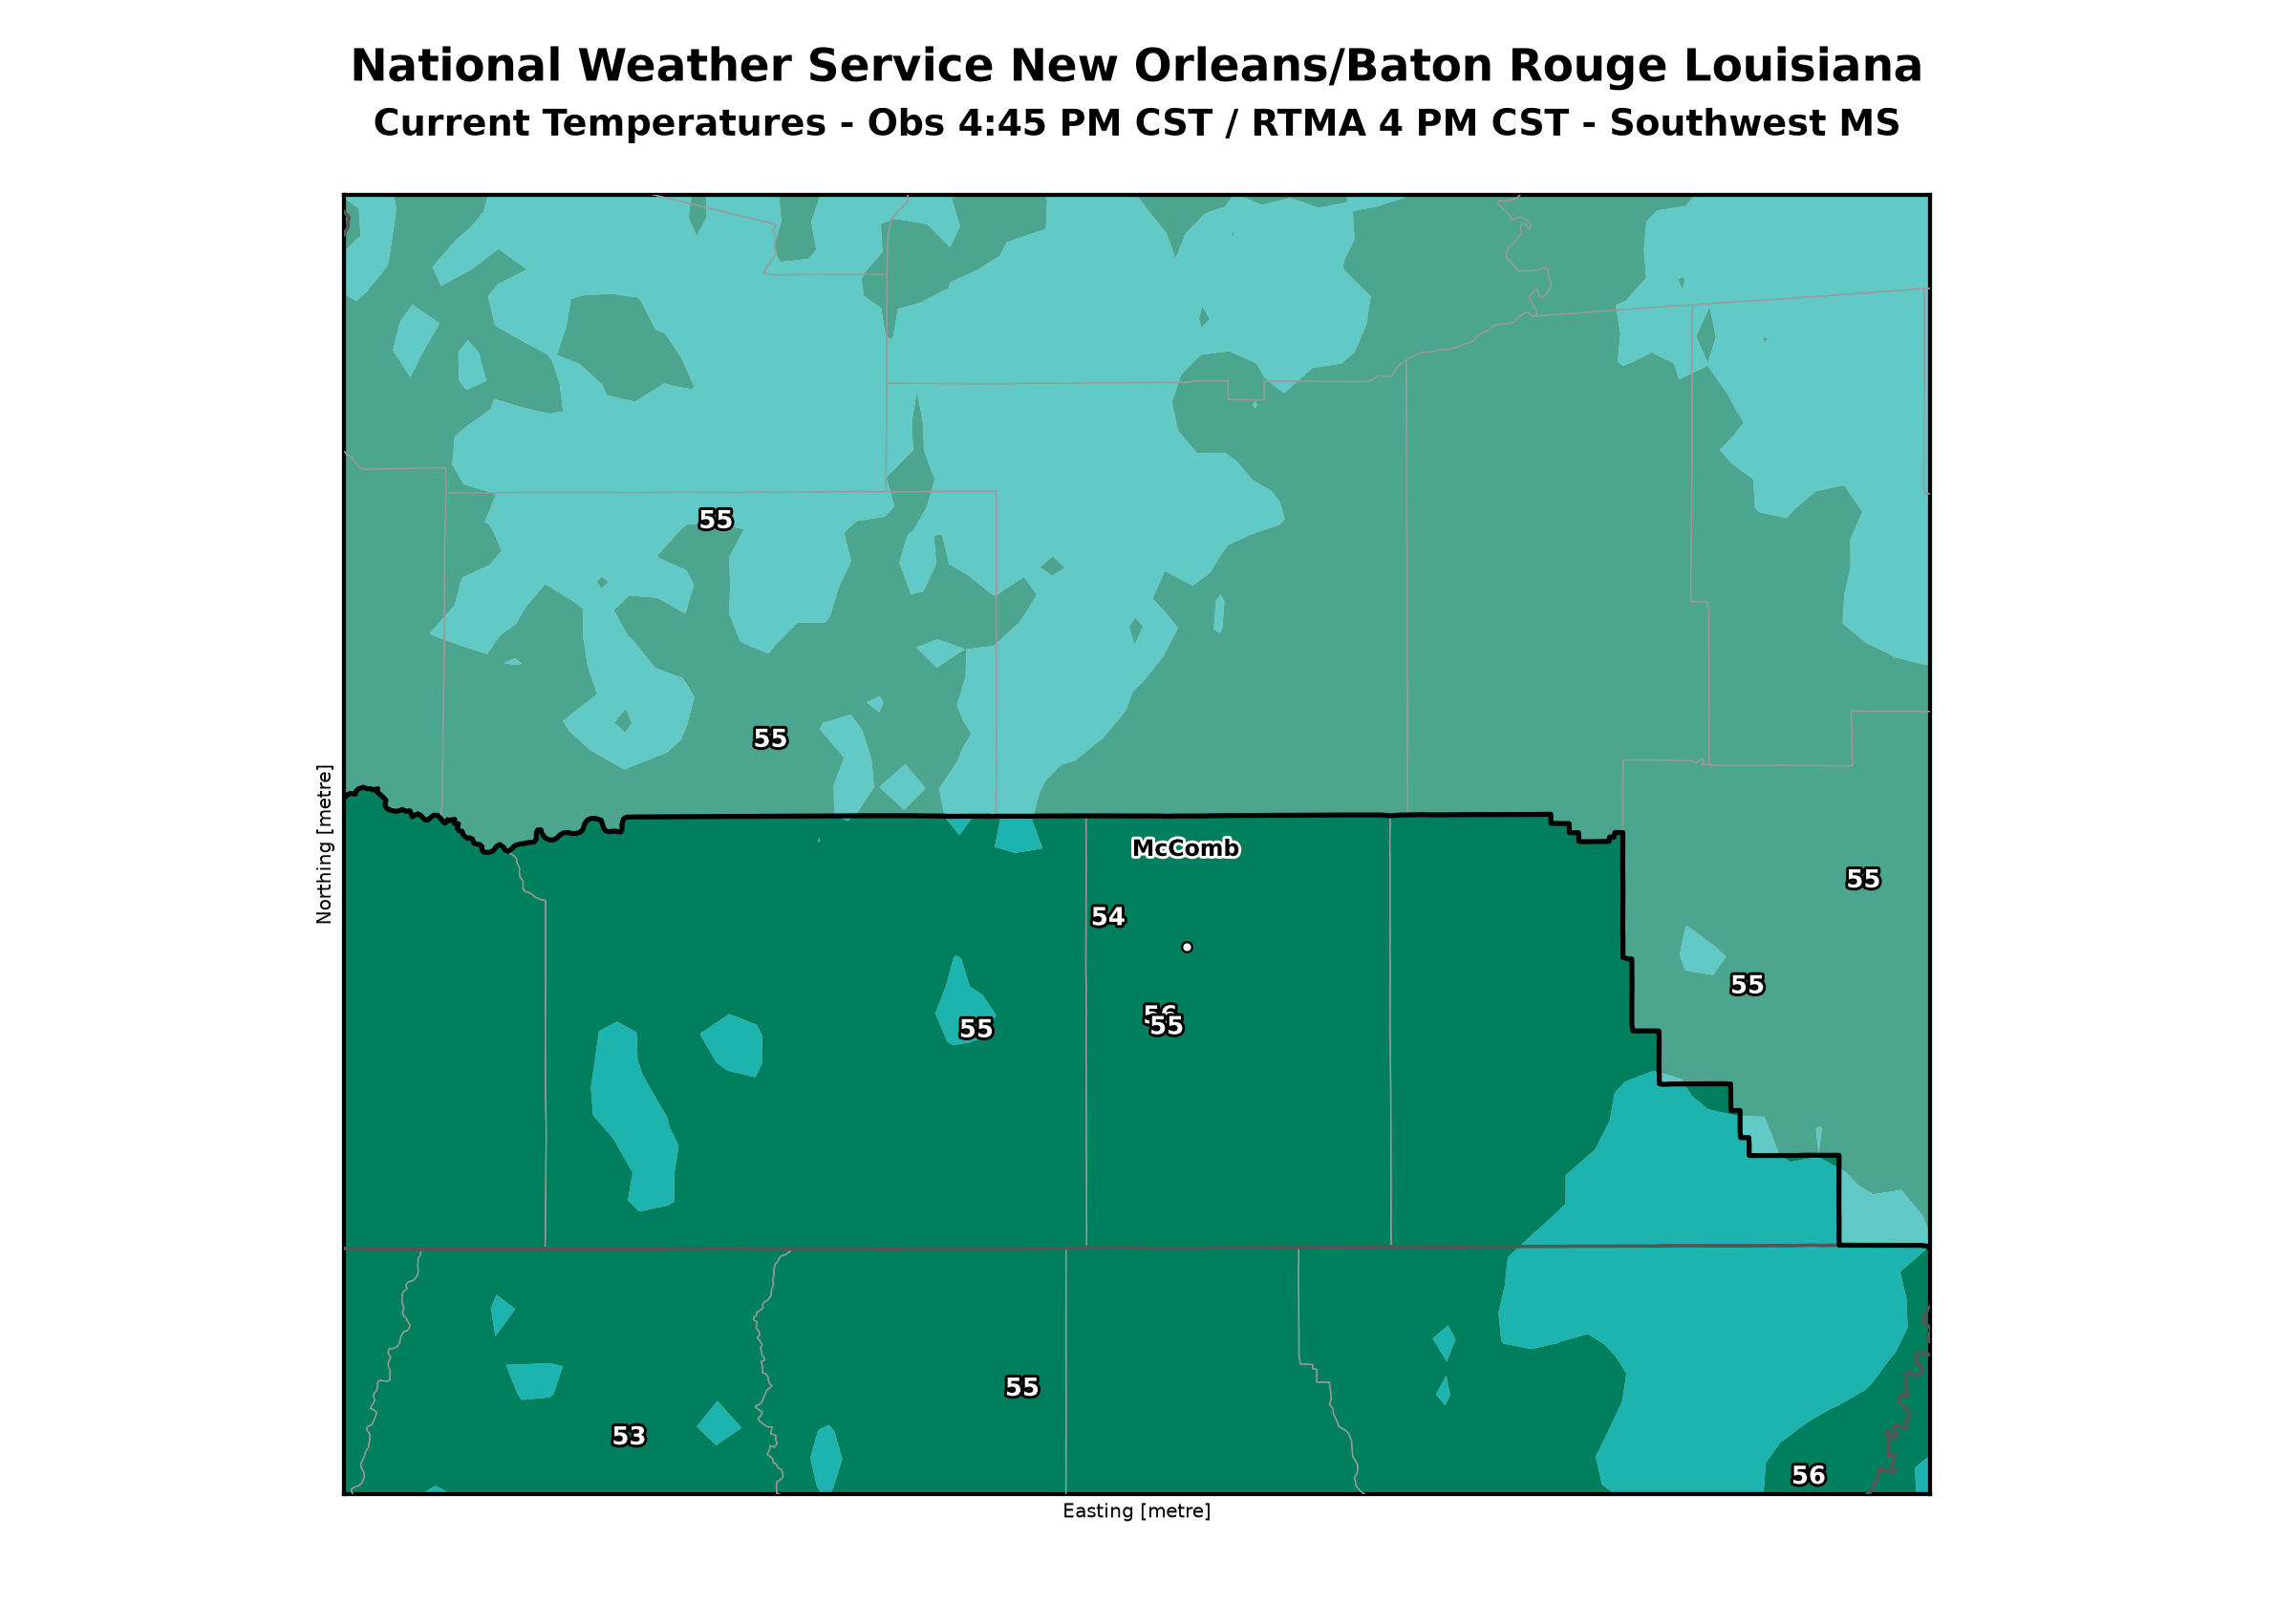 National Weather Service New Orleans/Baton Rouge Louisiana
Current Temperatures - Obs 4:45 PM CST / RTMA 4 PM CST - Southwest MS
55
55
McComb
55
54
55
56
55
55
55
53
56
Northing [metre]
Easting [metre]